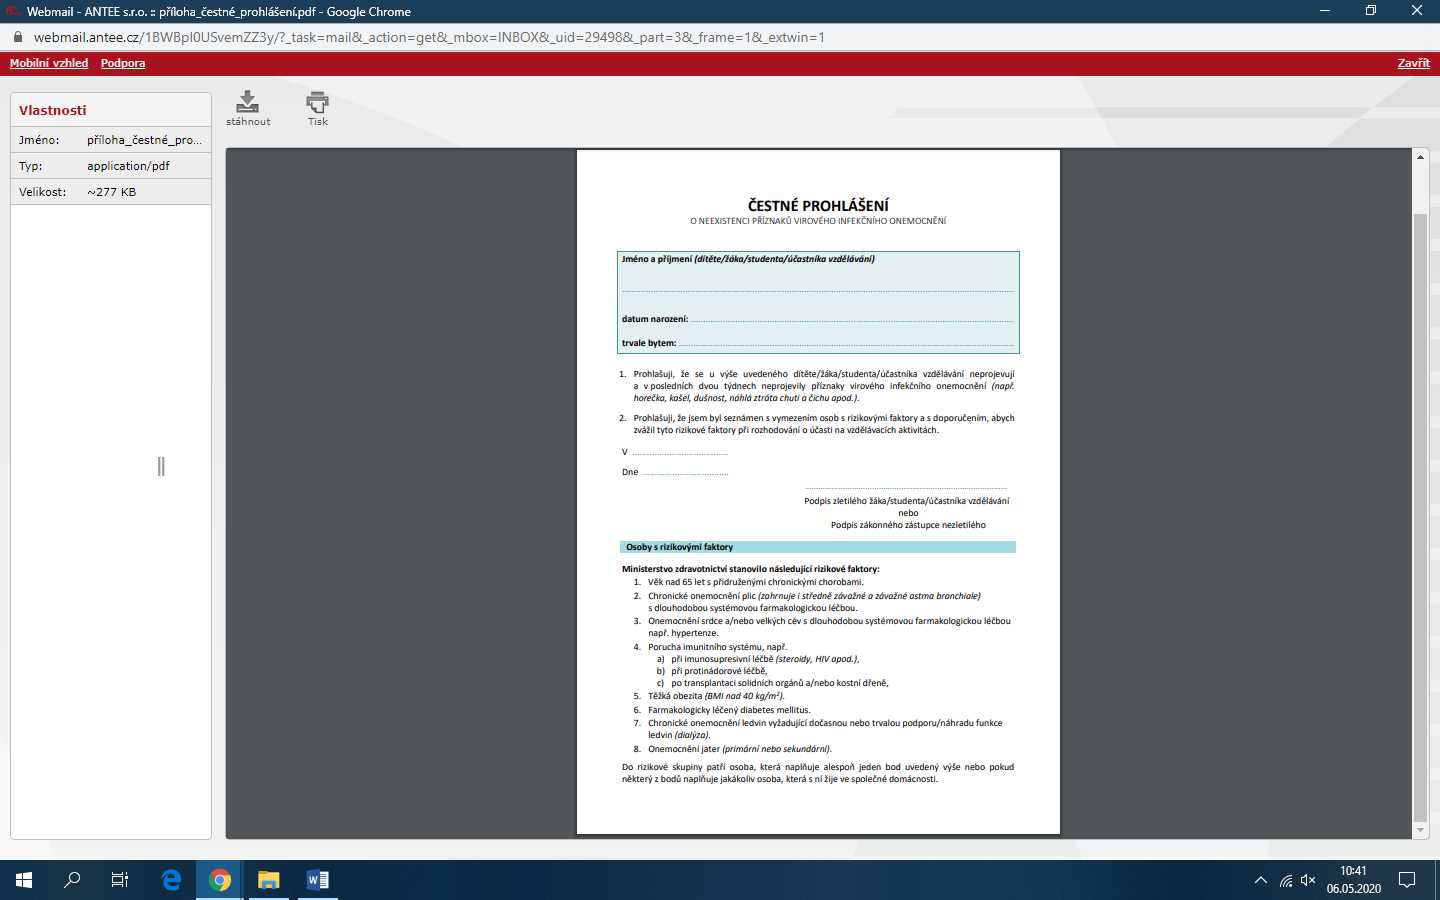 Webmail - ANTEE s.r.o. :: příloha_čestné_prohlášení.pdf - Google Chrome
webmail.antee.cz/1BWBpI0USvemZZ3y/?_task=mail&_action=get&_mbox=INBOX&_uid=29498&_part=3&_frame=1&_extwin=1
Mobilní vzhled Podpora Zavřít
Vlastnosti
Jméno: příloha_čestné_pro...
Typ: application/pdf
Velikost: ~277 KB
stáhnout Tisk
ČESTNÉ PROHLÁŠENÍ
O NEEXISTENCI PŘÍZNAKŮ VIROVÉHO INFEKČNÍHO ONEMOCNĚNÍ
Jméno a příjmení (dítěte/žáka/studenta/účastníka vzdělávání)
datum narození:
trvale bytem:
1. Prohlašuji, že se u výše uvedeného dítěte/žáka/studenta/účastníka vzdělávání neprojevují
a v posledních dvou týdnech neprojevily příznaky virového infekčního onemocnění (např.
horečka, kašel, dušnost, náhlá ztráta chuti a čichu apod.).
2. Prohlašuji, že jsem byl seznámen s vymezením osob s rizikovými faktory a s doporučením, abych
zvážil tyto rizikové faktory při rozhodování o účasti na vzdělávacích aktivitách.
V
Dne
Podpis zletilého žáka/studenta/účastníka vzdělávání
nebo
Podpis zákonného zástupce nezletilého
Osoby s rizikovými faktory
Ministerstvo zdravotnictví stanovilo následující rizikové faktory:
1. Věk nad 65 let s přidruženými chronickými chorobami.
2. Chronické onemocnění plic (zahrnuje i středně závažné a závažné astma bronchiale)
s dlouhodobou systémovou farmakologickou léčbou.
3. Onemocnění srdce a/nebo velkých cév s dlouhodobou systémovou farmakologickou léčbou
např. hypertenze.
4. Porucha imunitního systému, např.
a) při imunosupresivní léčbě (steroidy, HIV apod.),
b) při protinádorové léčbě,
c) po transplantaci solidních orgánů a/nebo kostní dřeně,
5. Těžká obezita (BMI nad 40 kg/m²).
6. Farmakologicky léčený diabetes mellitus.
7. Chronické onemocnění ledvin vyžadující dočasnou nebo trvalou podporu/náhradu funkce
ledvin (dialýza).
8. Onemocnění jater (primární nebo sekundární).
Do rizikové skupiny patří osoba, která naplňuje alespoň jeden bod uvedený výše nebo pokud
některý z bodů naplňuje jakákoliv osoba, která s ní žije ve společné domácnosti.
10:41
06.05.2020